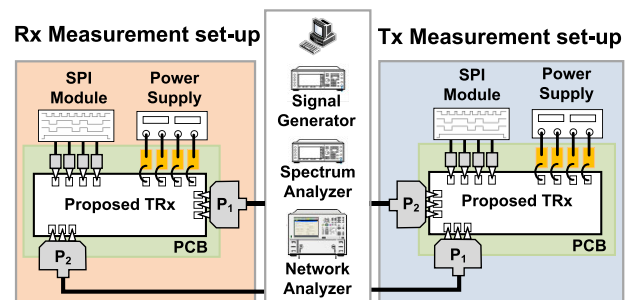 Rx Measurement set-up
SPI
Module
Power
Supply
Proposed TRx
P1
P2
PCB
Signal
Generator
Spectrum
Analyzer
Network
Analyzer
Tx Measurement set-up
SPI
Module
Power
Supply
P2
Proposed TRx
P1
PCB